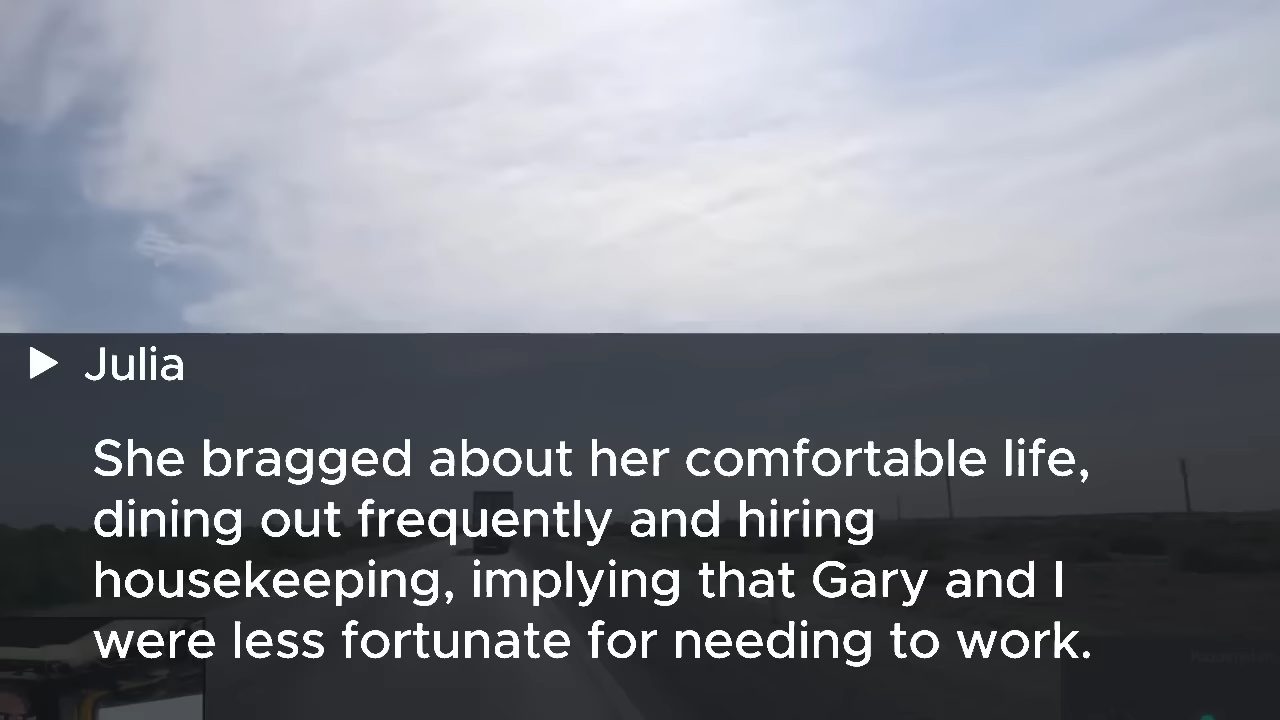 Julia
She bragged about her comfortable life,
dining out frequently and hiring
housekeeping, implying that Gary and I
were less fortunate for needing to work.